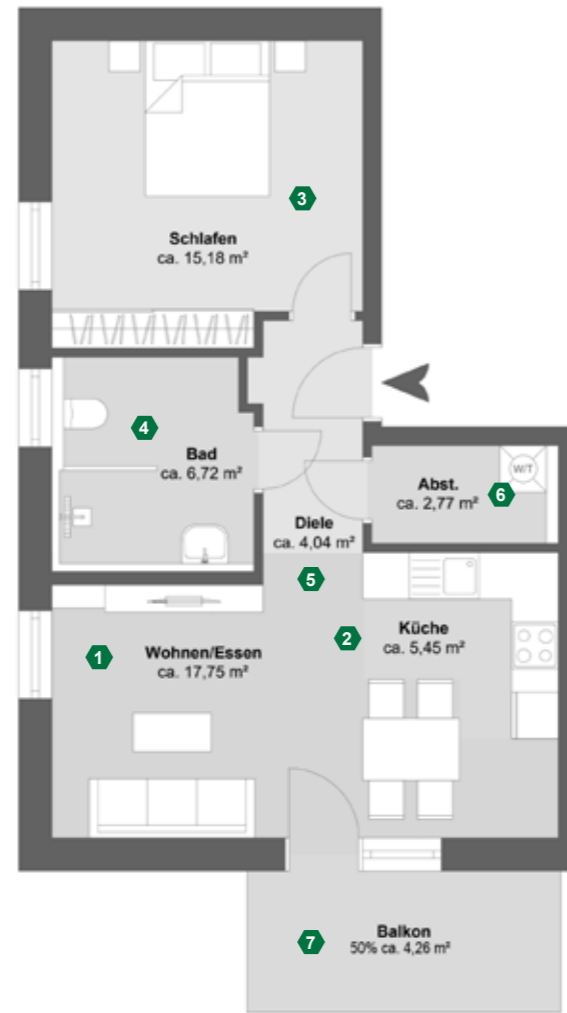 3
Schlafen
ca. 15,18 m²
4
Bad
ca. 6,72 m²
W/T
Abst.
ca. 2,77 m²
6
Diele
ca. 4,04 m²
5
2
Küche
ca. 5,45 m²
1
Wohnen/Essen
ca. 17,75 m²
7
Balkon
50% ca. 4,26 m²